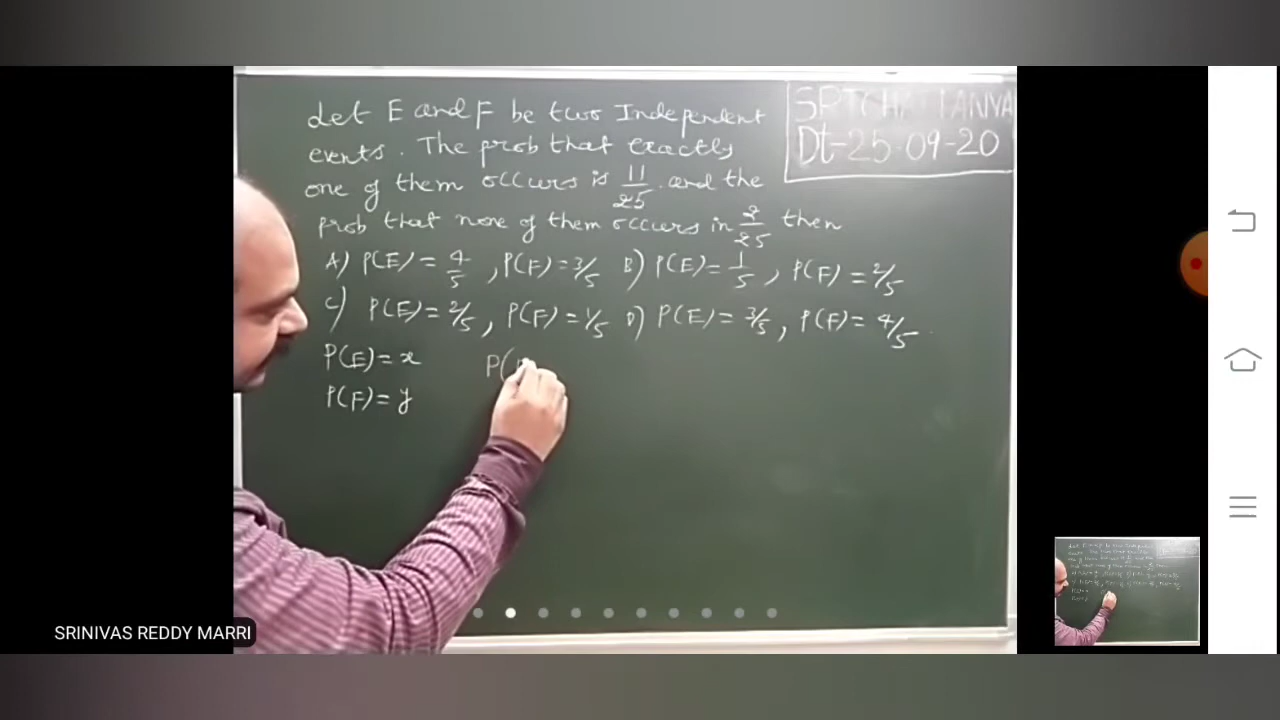 Let E and F be two Independent
events. The prob that exactly
one of them occurs is 11/25 and the
prob that none of them occurs in 2/25 then
A) P(E) = 4/5, P(F) = 3/5 B) P(E) = 1/5, P(F) = 2/5
C) P(E) = 2/5, P(F) = 1/5 D) P(E) = 3/5, P(F) = 4/5.
P(E) = x P(
P(F) = y
Dt-25-09-20
SRINIVAS REDDY MARRI